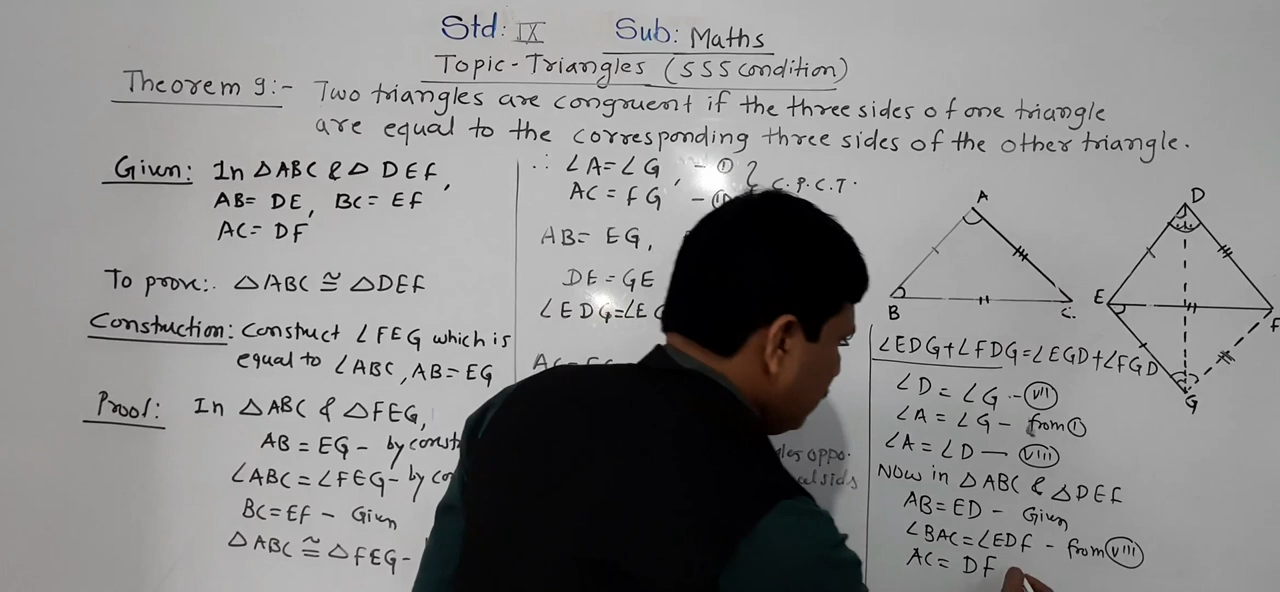 Std: IX Sub: Maths
Topic - Triangles (SSS condition)
Theorem 9:- Two triangles are congruent if the three sides of one triangle
are equal to the corresponding three sides of the other triangle.
Given: In △ABC & △DEF,
AB = DE, BC = EF
AC = DF
To prove:. △ABC ≅ △DEF
Construction: Construct ∠FEG which is
equal to ∠ABC, AB = EG
Proof: In △ABC & △FEG,
AB = EG - by const
∠ABC = ∠FEG - by co
BC = EF - Given
△ABC ≅ △FEG -
∴ ∠A = ∠G, - ①
AC = FG -
C.P.C.T.
AB = EG,
DE = GE
∠EDG = ∠E
oppo.
sids
A
B
C.
D
E
F
G
∠EDG + ∠FDG = ∠EGD + ∠FGD
∠D = ∠G - (VII)
∠A = ∠G - from ①
∠A = ∠D — (VIII)
Now in △ABC & △DEF
AB = ED - Given
∠BAC = ∠EDF - from (VIII)
AC = DF